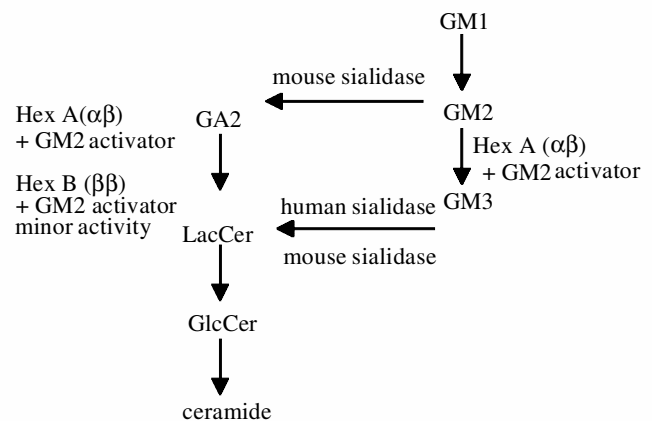 GM1
mouse sialidase
GM2
Hex A(αβ)
+ GM2 activator
GA2
Hex A (αβ)
+ GM2 activator
Hex B (ββ)
+ GM2 activator
minor activity
GM3
human sialidase
LacCer
mouse sialidase
GlcCer
ceramide